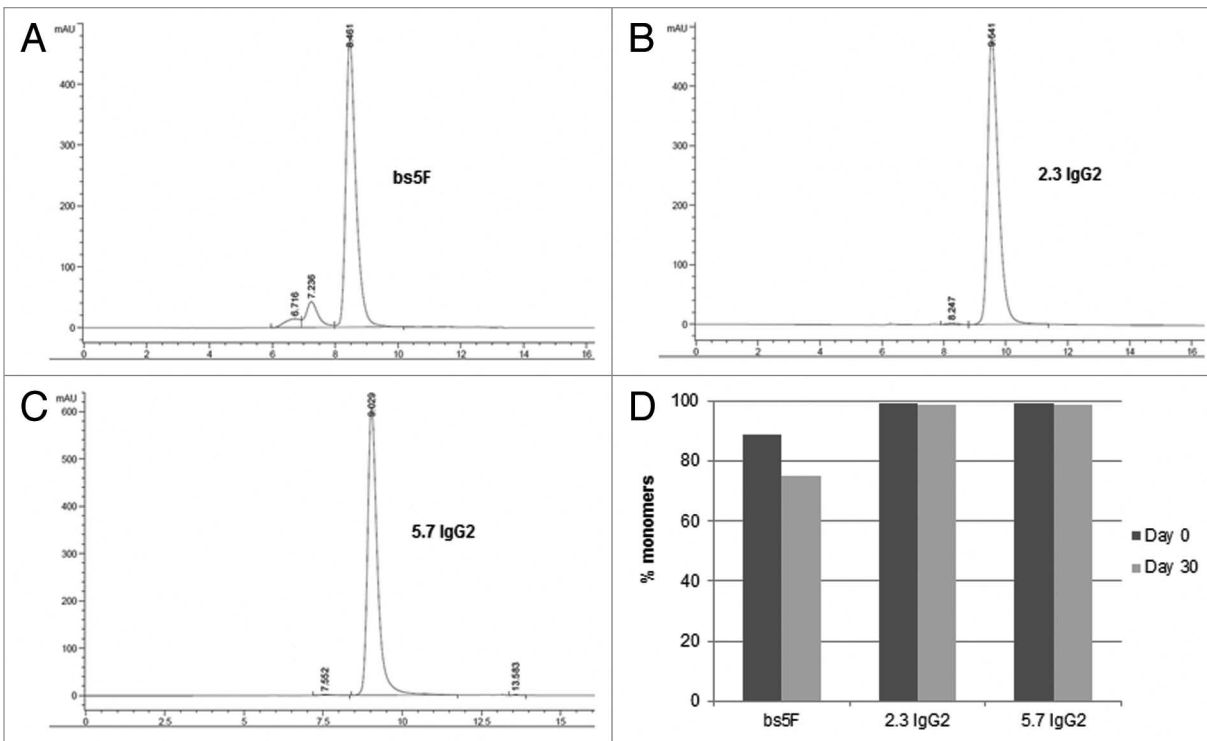 A
mAU
8.461
400
300
bs5F
200
100
6.716
7.236
0
0 2 4 6 8 10 12 14 16
B
mAU
9.541
400
300
2.3 IgG2
200
100
8.247
0
0 2 4 6 8 10 12 14 16
C
mAU
600
9.029
500
400
5.7 IgG2
300
200
100
7.552
13.583
0
0 2.5 5 7.5 10 12.5 15
D
100
80
60
% monomers
40
20
0
Day 0
Day 30
bs5F 2.3 IgG2 5.7 IgG2